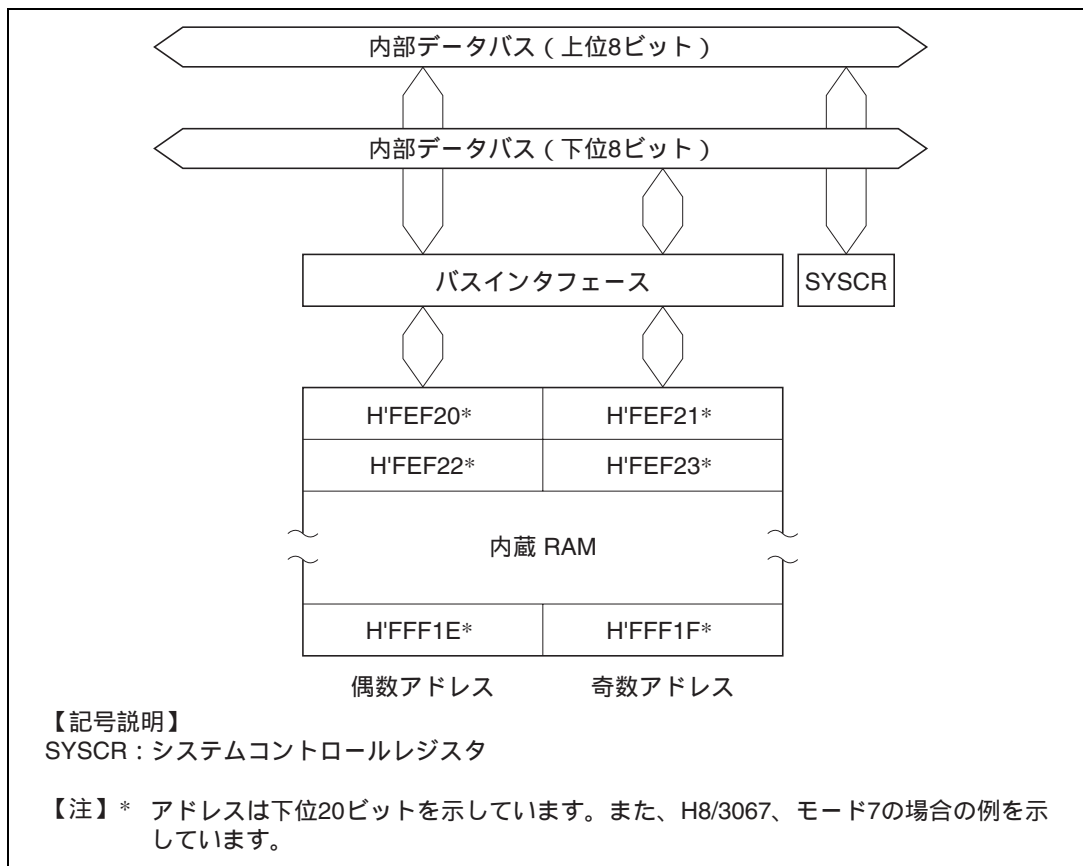 内部データバス（上位8ビット）
内部データバス（下位8ビット）
バスインタフェース
SYSCR
H'FEF20*
H'FEF21*
H'FEF22*
H'FEF23*
内蔵 RAM
H'FFF1E*
H'FFF1F*
偶数アドレス
奇数アドレス
【記号説明】
SYSCR：システムコントロールレジスタ
【注】* アドレスは下位20ビットを示しています。また、H8/3067、モード7の場合の例を示
しています。